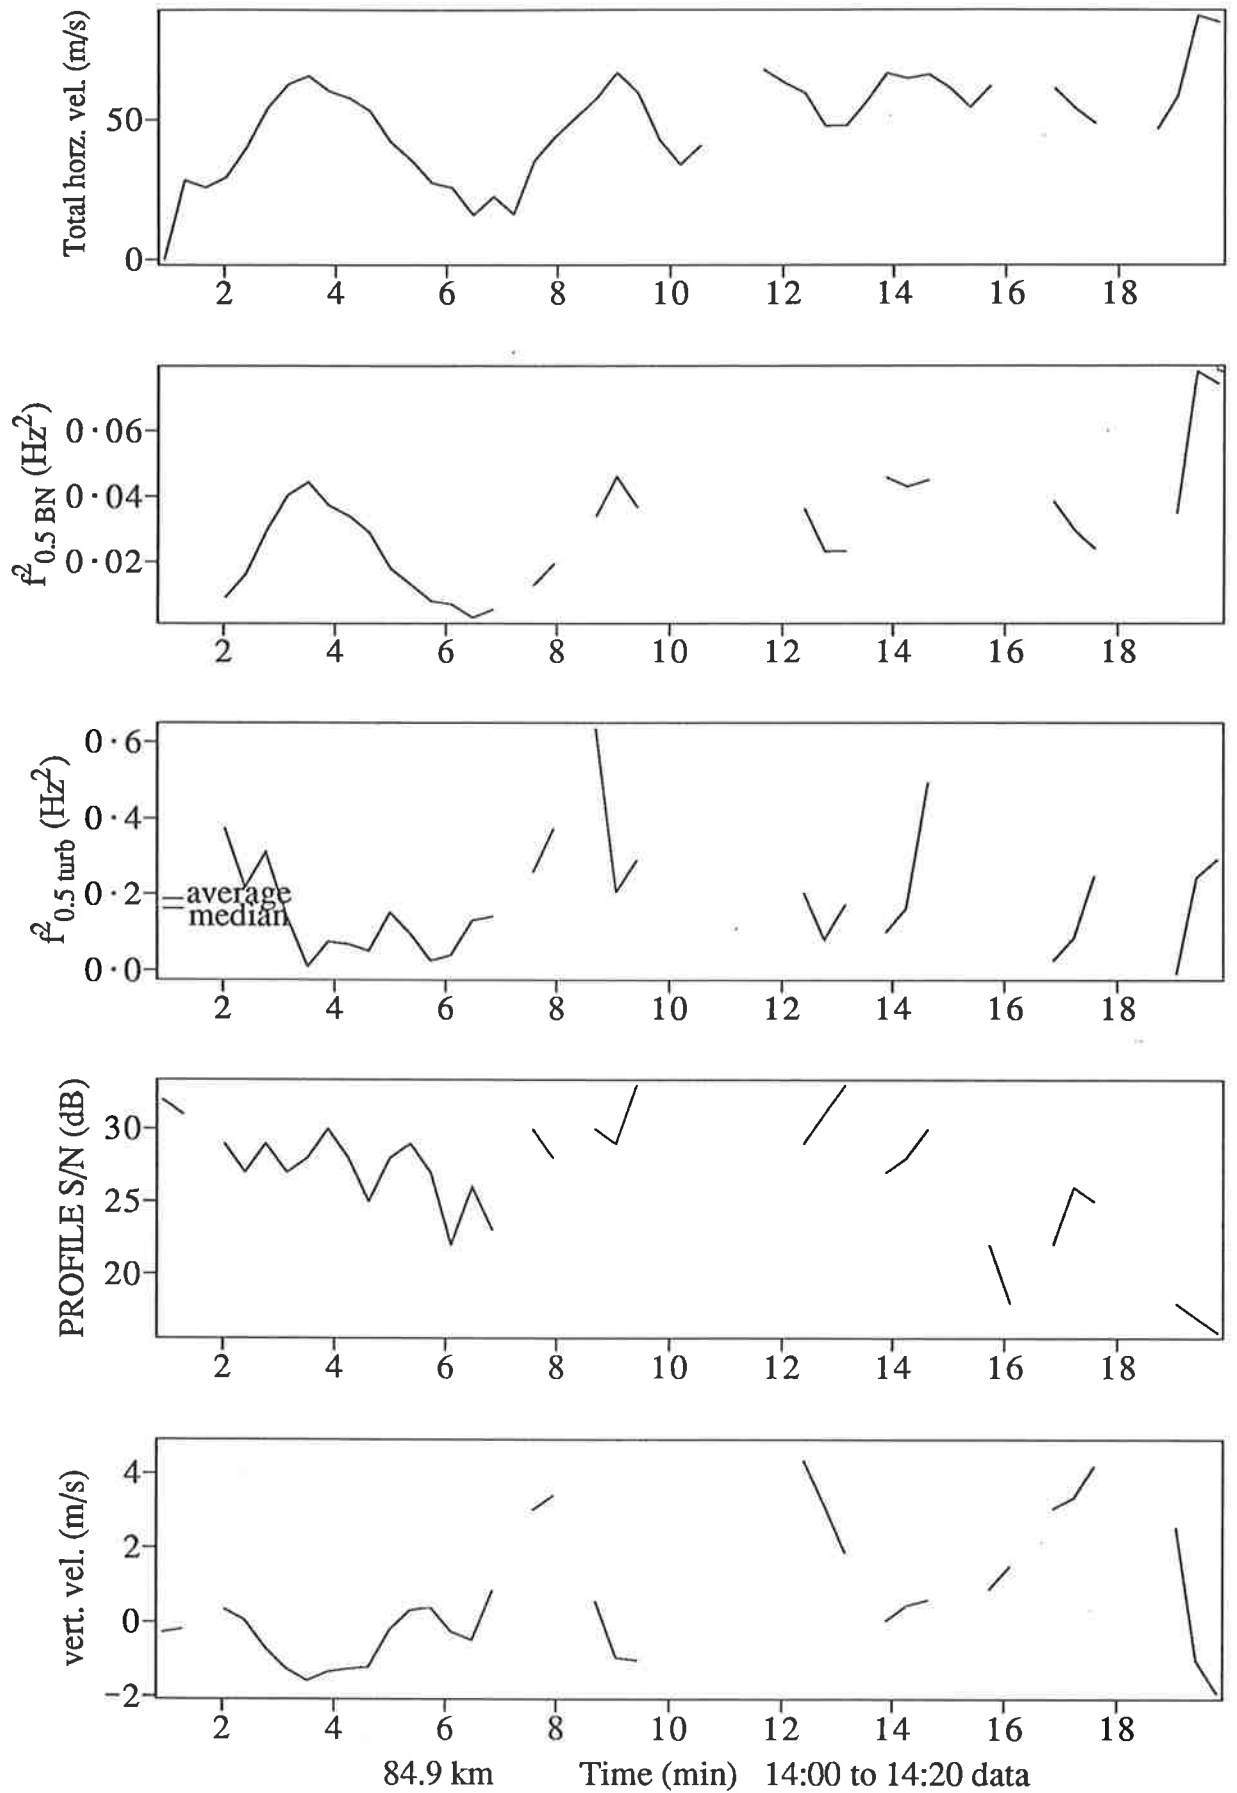 Total horz. vel. (m/s)
50
0
2 4 6 8 10 12 14 16 18
f²0.5 BN (Hz²)
0·06
0·04
0·02
2 4 6 8 10 12 14 16 18
f²0.5 turb (Hz²)
0·6
0·4
0·2
0·0
average
median
2 4 6 8 10 12 14 16 18
PROFILE S/N (dB)
30
25
20
2 4 6 8 10 12 14 16 18
vert. vel. (m/s)
4
2
0
−2
2 4 6 8 10 12 14 16 18
84.9 km Time (min) 14:00 to 14:20 data